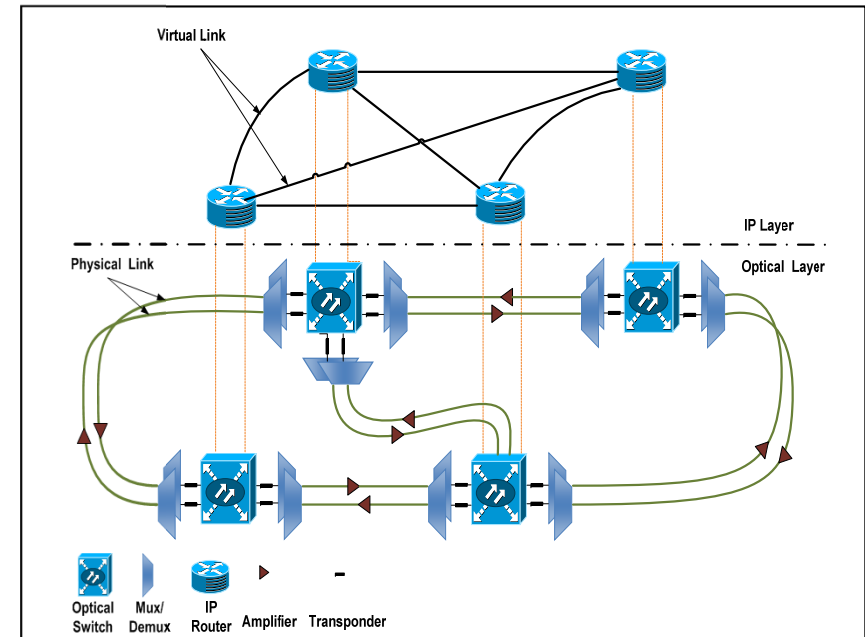 Virtual Link
IP Layer
Physical Link
Optical Layer
Optical
Switch
Mux/
Demux
IP
Router
Amplifier
Transponder